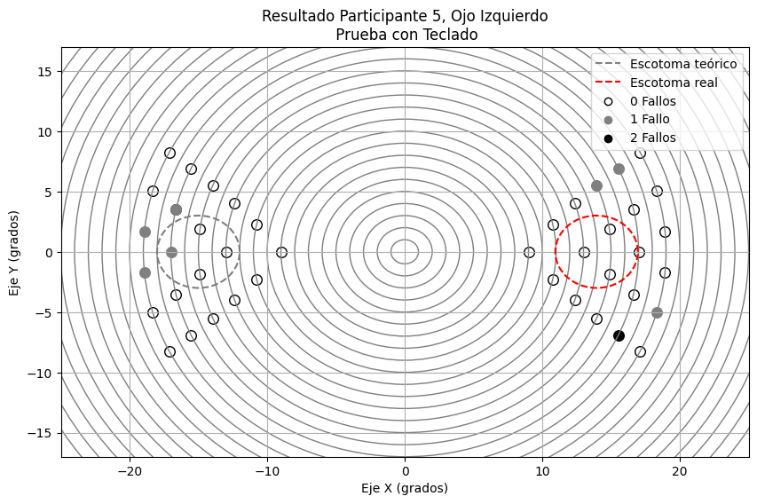 Resultado Participante 5, Ojo Izquierdo
Prueba con Teclado
Escotoma teórico
Escotoma real
0 Fallos
1 Fallo
2 Fallos
15
10
5
0
−5
−10
−15
Eje Y (grados)
−20
−10
0
10
20
Eje X (grados)